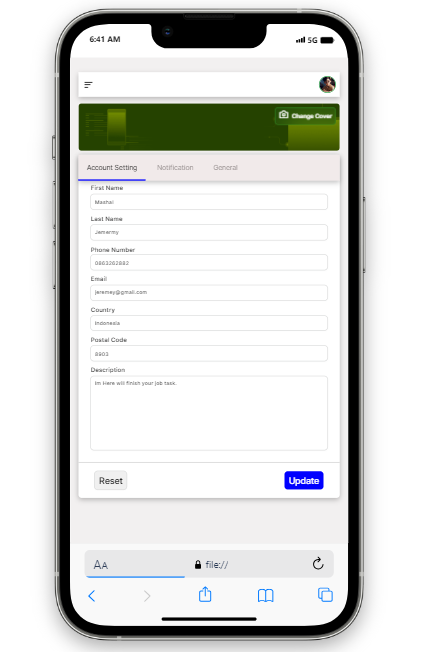 6:41 AM
5G
Change Cover
Account Setting
Notification
General
First Name
Mashal
Last Name
Jemermy
Phone Number
0863262882
Email
jeremey@gmail.com
Country
Indonesia
Postal Code
8903
Description
Im Here will finish your job task.
Reset
Update
AA
file://